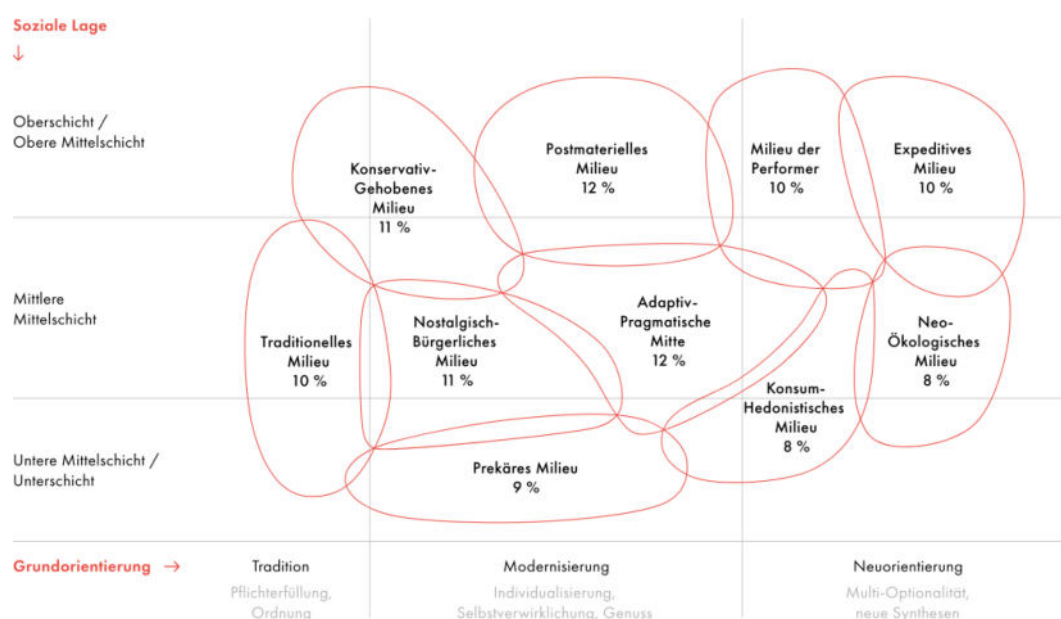 Soziale Lage
↓
Oberschicht /
Obere Mittelschicht
Konservativ-
Gehobenes
Milieu
11 %
Postmaterielles
Milieu
12 %
Milieu der
Performer
10 %
Expeditives
Milieu
10 %
Mittlere
Mittelschicht
Traditionelles
Milieu
10 %
Nostalgisch-
Bürgerliches
Milieu
11 %
Adaptiv-
Pragmatische
Mitte
12 %
Konsum-
Hedonistisches
Milieu
8 %
Neo-
Ökologisches
Milieu
8 %
Untere Mittelschicht /
Unterschicht
Prekäres Milieu
9 %
Grundorientierung →
Tradition
Pflichterfüllung,
Ordnung
Modernisierung
Individualisierung,
Selbstverwirklichung, Genuss
Neuorientierung
Multi-Optionalität,
neue Synthesen